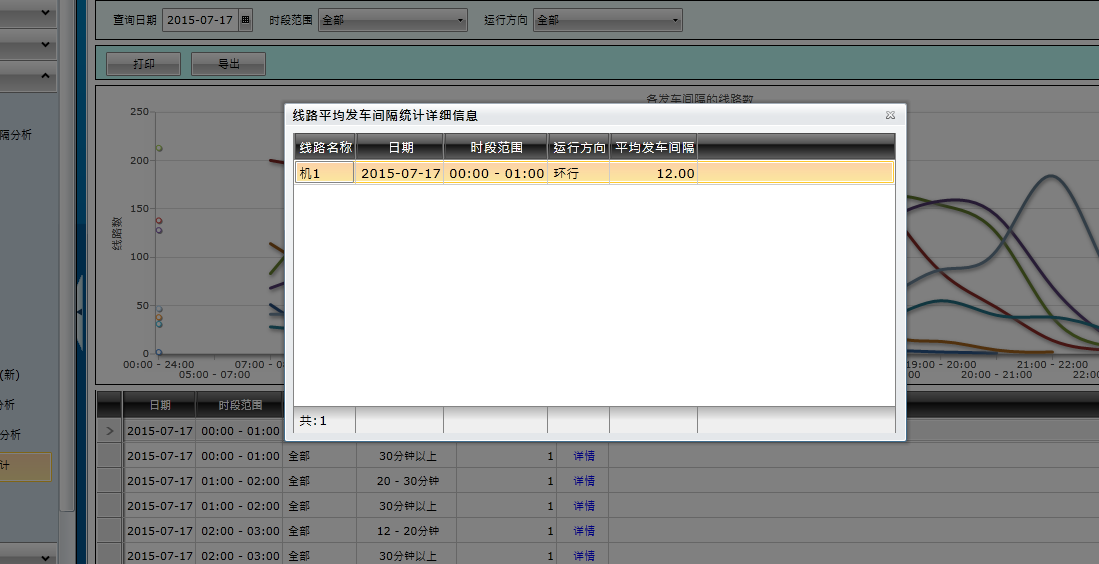 查询日期 2015-07-17 时段范围 全部 运行方向 全部
打印 导出
各发车间隔的线路数
隔分析
(新)
分析
分析
计
线路数
250
200
150
100
50
0
00:00 - 24:00
05:00 - 07:00
19:00 - 20:00
20:00 - 21:00
21:00 - 22:00
线路平均发车间隔统计详细信息
线路名称 日期 时段范围 运行方向 平均发车间隔
机1 2015-07-17 00:00 - 01:00 环行 12.00
共:1
日期 时段范围
2015-07-17 00:00 - 01:00
2015-07-17 00:00 - 01:00 全部 30分钟以上 1 详情
2015-07-17 01:00 - 02:00 全部 20 - 30分钟 1 详情
2015-07-17 01:00 - 02:00 全部 30分钟以上 1 详情
2015-07-17 02:00 - 03:00 全部 12 - 20分钟 1 详情
2015-07-17 02:00 - 03:00 全部 30分钟以上 1 详情